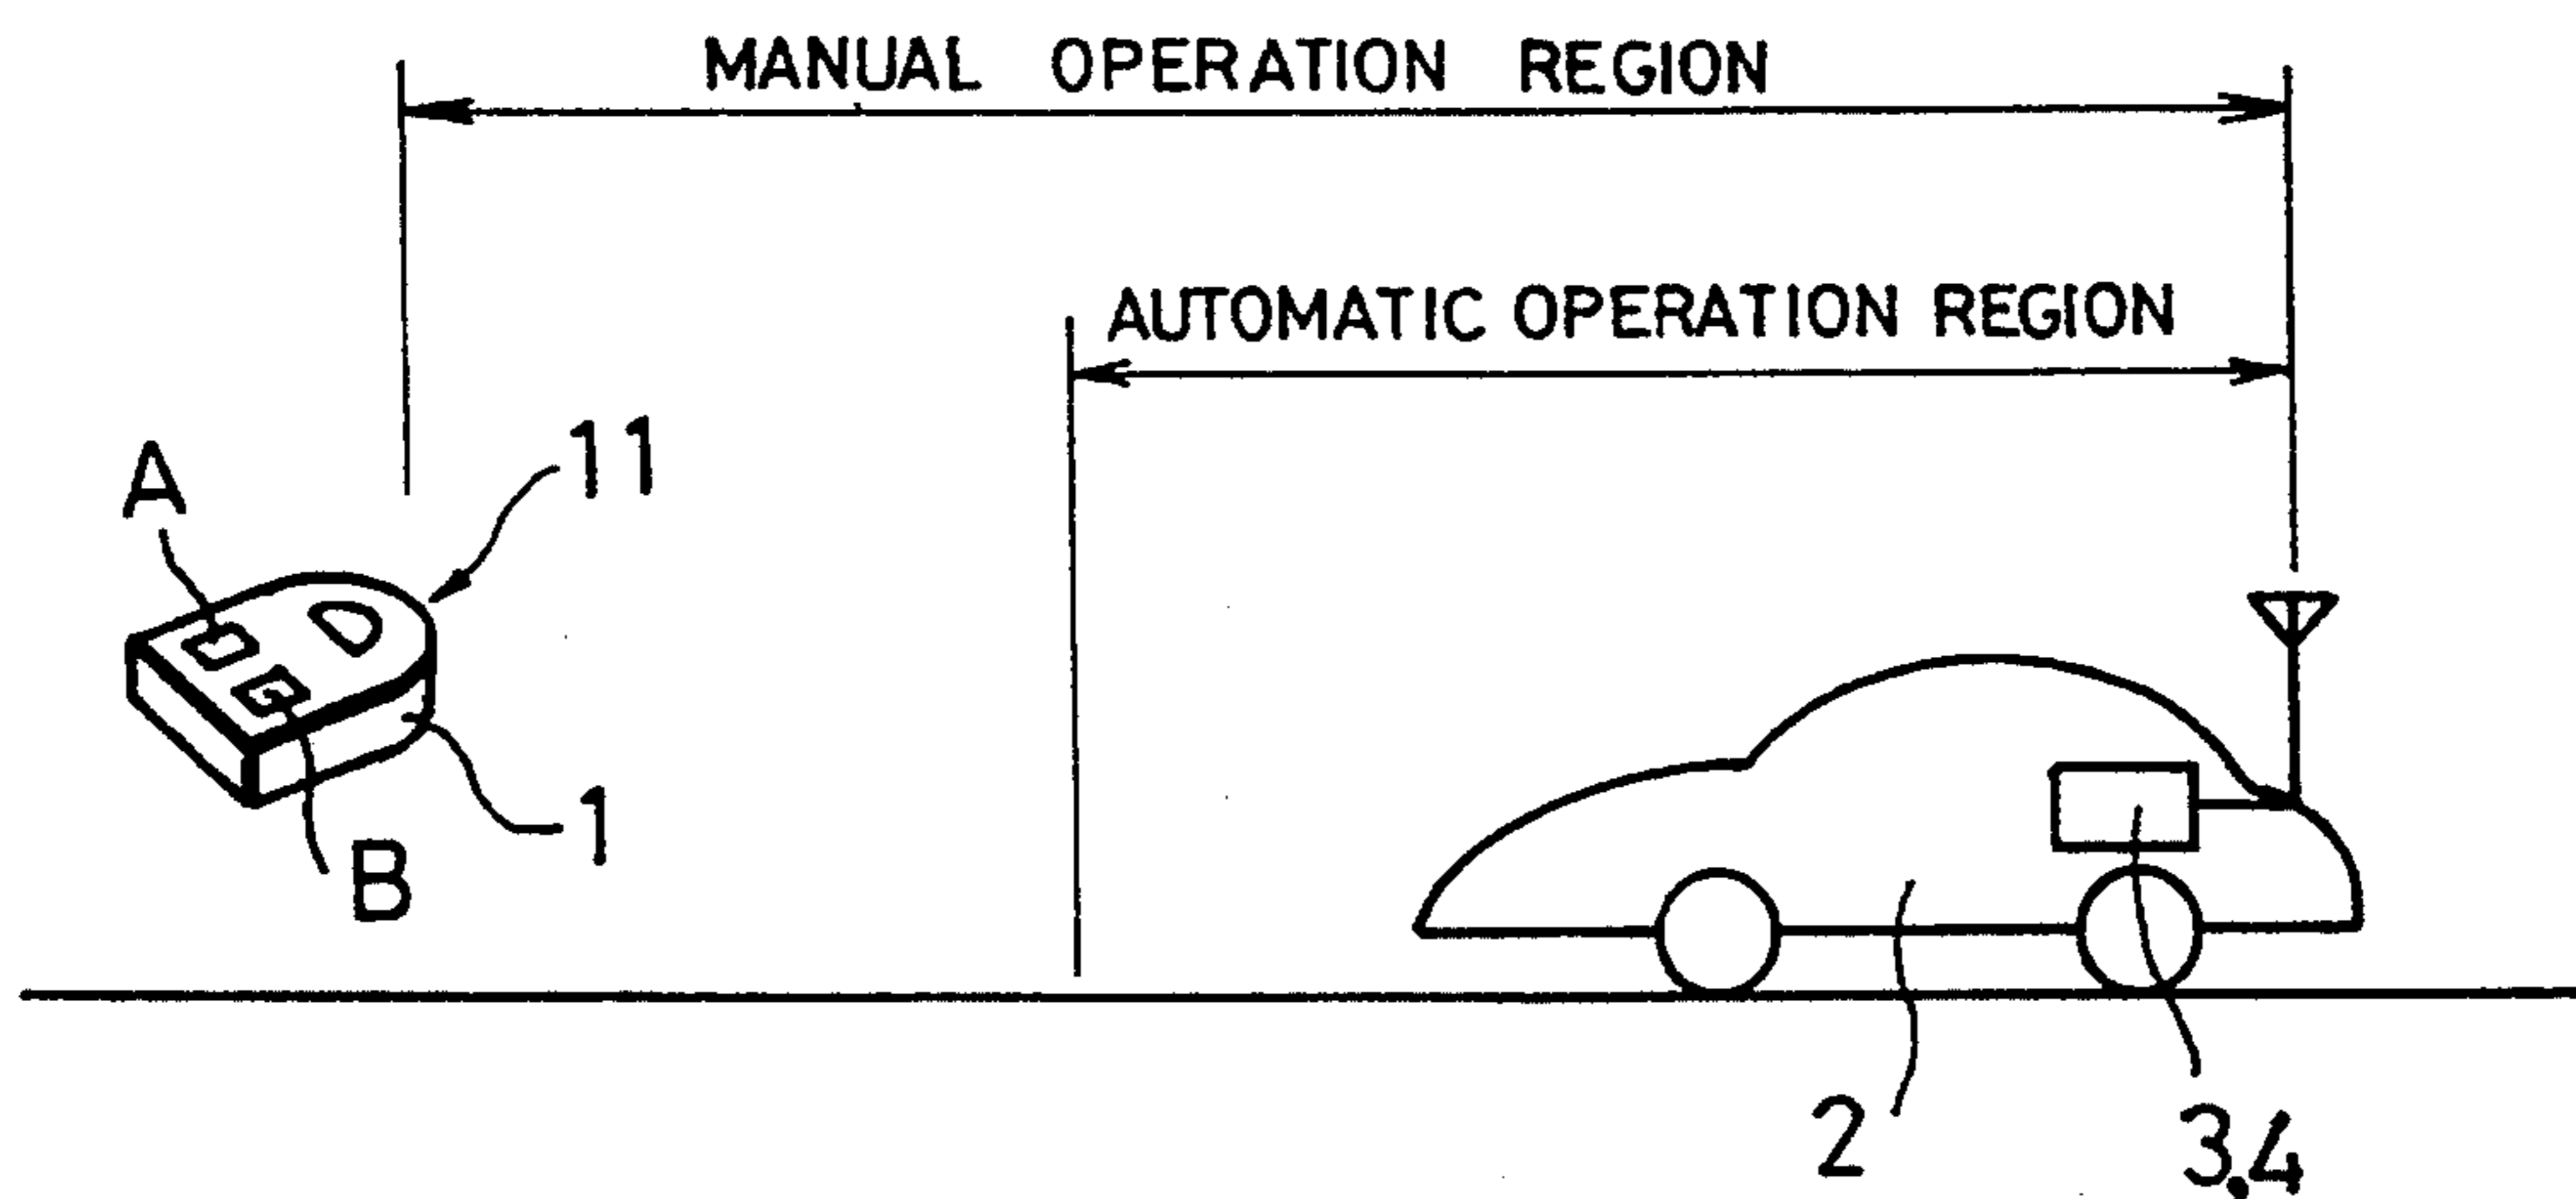 MANUAL OPERATION REGION
AUTOMATIC OPERATION REGION
A
11
1
B
2
3.4